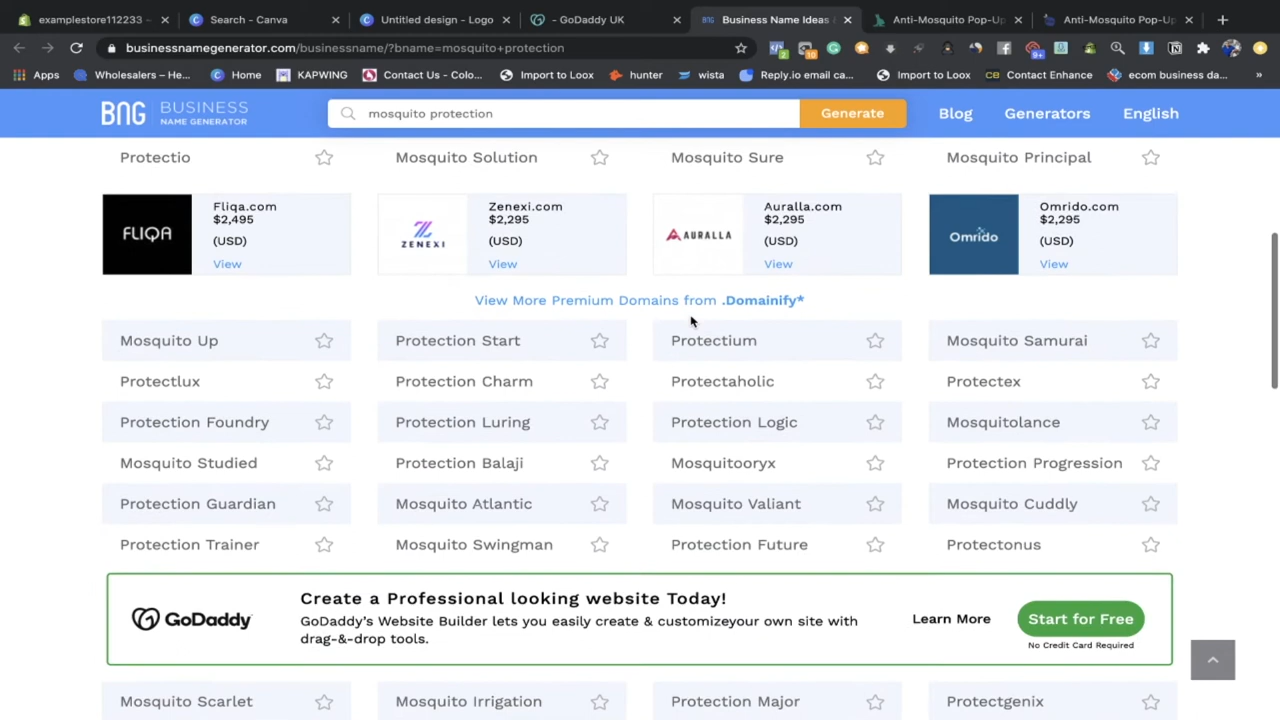 examplestore112233
Search - Canva
Untitled design - Logo
- GoDaddy UK
Business Name Ideas &
Anti-Mosquito Pop-Up
Anti-Mosquito Pop-Up
businessnamegenerator.com/businessname/?bname=mosquito+protection
Apps
Wholesalers – He...
Home
KAPWING
Contact Us - Colo...
Import to Loox
hunter
wista
Reply.io email ca...
Import to Loox
Contact Enhance
ecom business da...
BNG BUSINESS NAME GENERATOR
mosquito protection
Generate
Blog
Generators
English
Protectio
Mosquito Solution
Mosquito Sure
Mosquito Principal
FLIQA
Fliqa.com
$2,495
(USD)
View
ZENEXI
Zenexi.com
$2,295
(USD)
View
AURALLA
Auralla.com
$2,295
(USD)
View
Omrido
Omrido.com
$2,295
(USD)
View
View More Premium Domains from .Domainify*
Mosquito Up
Protection Start
Protectium
Mosquito Samurai
Protectlux
Protection Charm
Protectaholic
Protectex
Protection Foundry
Protection Luring
Protection Logic
Mosquitolance
Mosquito Studied
Protection Balaji
Mosquitooryx
Protection Progression
Protection Guardian
Mosquito Atlantic
Mosquito Valiant
Mosquito Cuddly
Protection Trainer
Mosquito Swingman
Protection Future
Protectonus
GoDaddy
Create a Professional looking website Today!
GoDaddy's Website Builder lets you easily create & customizeyour own site with
drag-&-drop tools.
Learn More
Start for Free
No Credit Card Required
Mosquito Scarlet
Mosquito Irrigation
Protection Major
Protectgenix